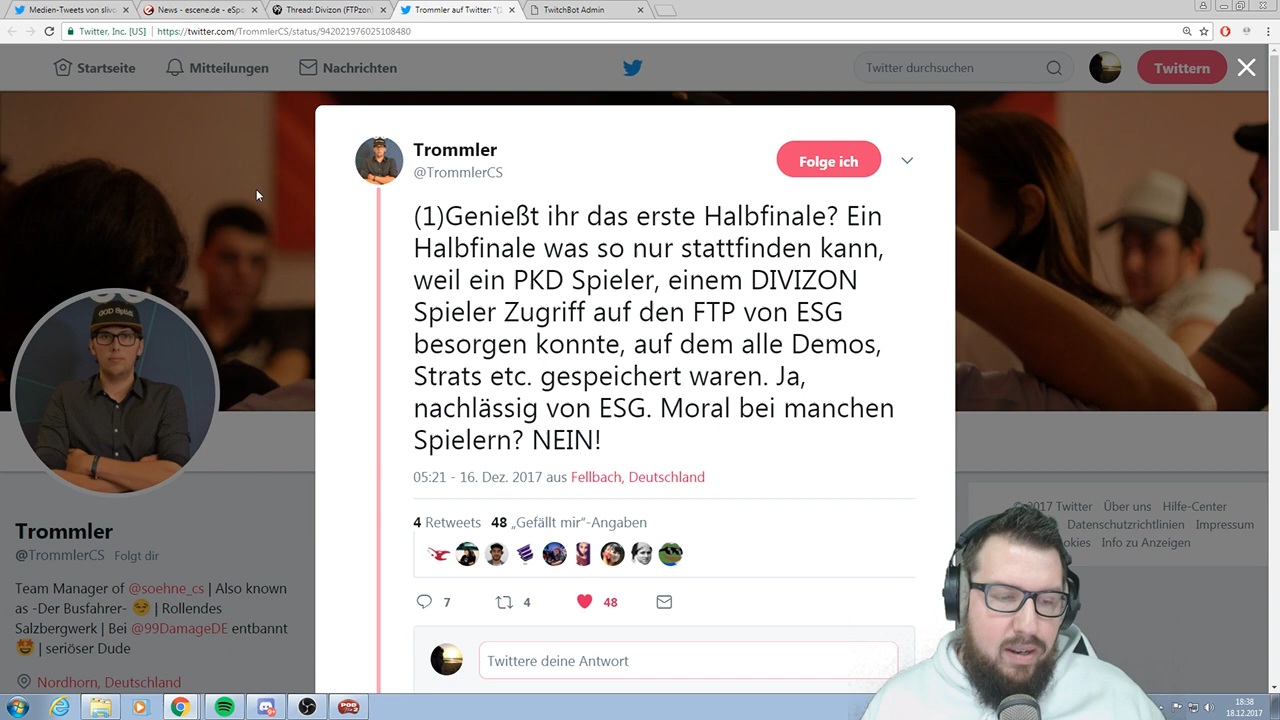 Medien-Tweets von slivo
News - escene.de - eSpo
Thread: Divizon (FTPzon)
Trommler auf Twitter: "(1
TwitchBot Admin
Twitter, Inc. [US]
https://twitter.com/TrommlerCS/status/942021976025108480
Startseite
Mitteilungen
Nachrichten
Twitter durchsuchen
Twittern
Trommler
@TrommlerCS
Folge ich
(1)Genießt ihr das erste Halbfinale? Ein
Halbfinale was so nur stattfinden kann,
weil ein PKD Spieler, einem DIVIZON
Spieler Zugriff auf den FTP von ESG
besorgen konnte, auf dem alle Demos,
Strats etc. gespeichert waren. Ja,
nachlässig von ESG. Moral bei manchen
Spielern? NEIN!
05:21 - 16. Dez. 2017 aus Fellbach, Deutschland
4 Retweets 48 „Gefällt mir“-Angaben
7
4
48
Twittere deine Antwort
Trommler
@TrommlerCS Folgt dir
Team Manager of @soehne_cs | Also known
as -Der Busfahrer- 😏 | Rollendes
Salzbergwerk | Bei @99DamageDE entbannt
🤩 | seriöser Dude
Nordhorn, Deutschland
© 2017 Twitter Über uns Hilfe-Center
Datenschutzrichtlinien Impressum
Info zu Anzeigen
18:38
18.12.2017